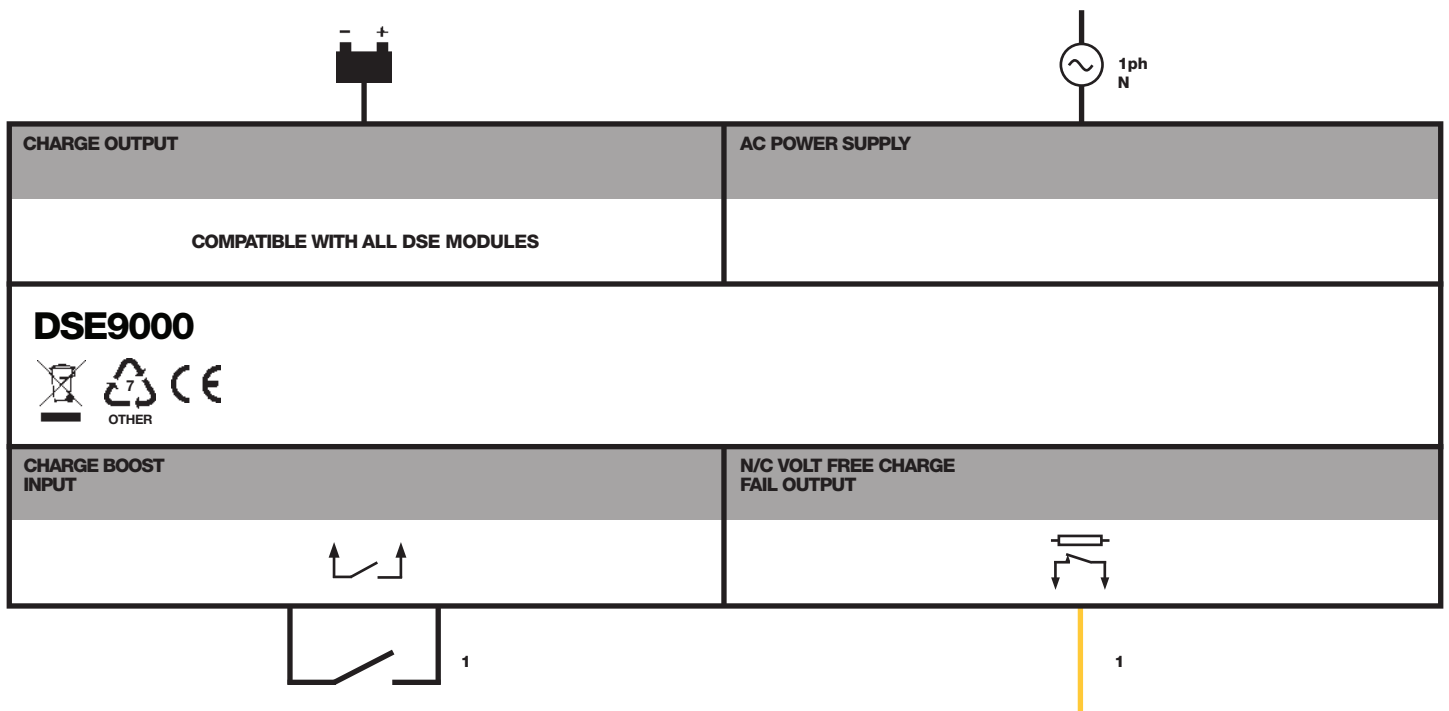 - +
1ph
N
CHARGE OUTPUT
AC POWER SUPPLY
COMPATIBLE WITH ALL DSE MODULES
DSE9000
7
CE
OTHER
CHARGE BOOST
INPUT
N/C VOLT FREE CHARGE
FAIL OUTPUT
1
1